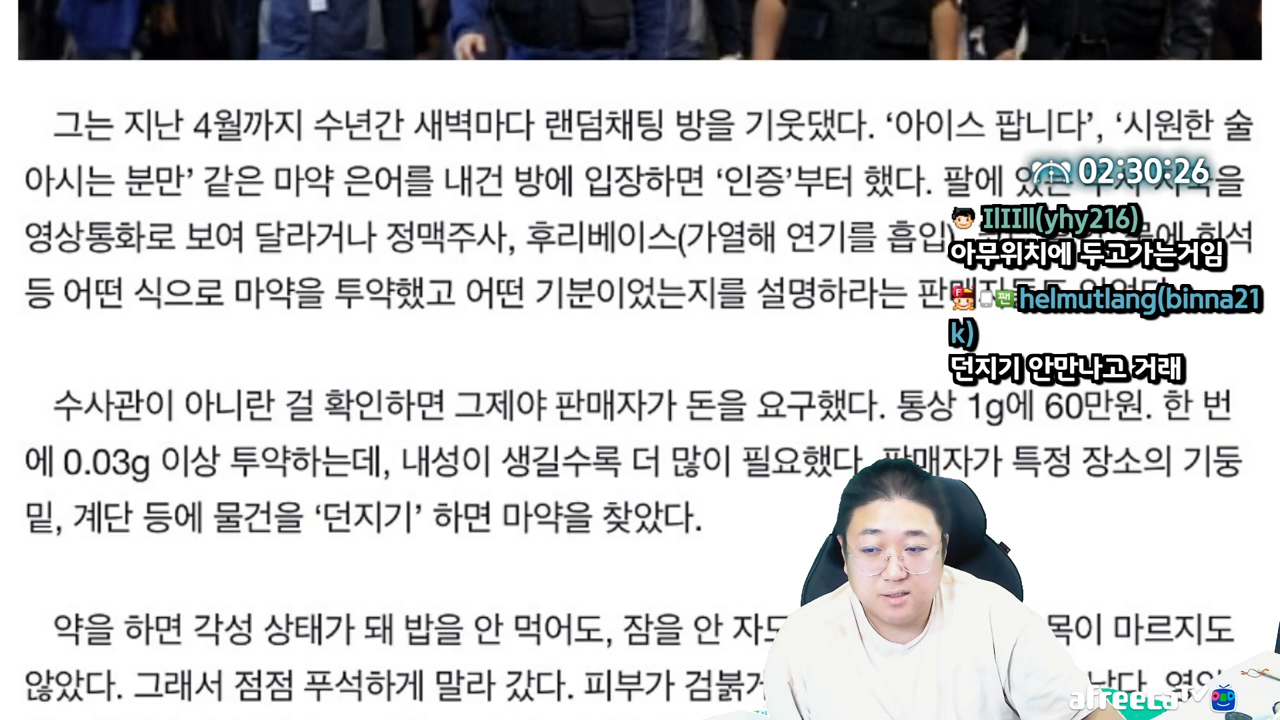 그는 지난 4월까지 수년간 새벽마다 랜덤채팅 방을 기웃댔다. ‘아이스 팝니다’, ‘시원한 술
아시는 분만’ 같은 마약 은어를 내건 방에 입장하면 ‘인증’부터 했다. 팔에
02:30:26
IlIIll(yhy216)
영상통화로 보여 달라거나 정맥주사, 후리베이스(가열해 연기를 흡입)
아무위치에 두고가는거임
등 어떤 식으로 마약을 투약했고 어떤 기분이었는지를 설명하라는
팬 helmutlang(binna21
k)
던지기 안만나고 거래
수사관이 아니란 걸 확인하면 그제야 판매자가 돈을 요구했다. 통상 1g에 60만원. 한 번
에 0.03g 이상 투약하는데, 내성이 생길수록 더 많이 필요했다. 판매자가 특정 장소의 기둥
밑, 계단 등에 물건을 ‘던지기’ 하면 마약을 찾았다.
약을 하면 각성 상태가 돼 밥을 안 먹어도, 잠을 안 목이 마르지도
않았다. 그래서 점점 푸석하게 말라 갔다. 피부가
afreecaTV